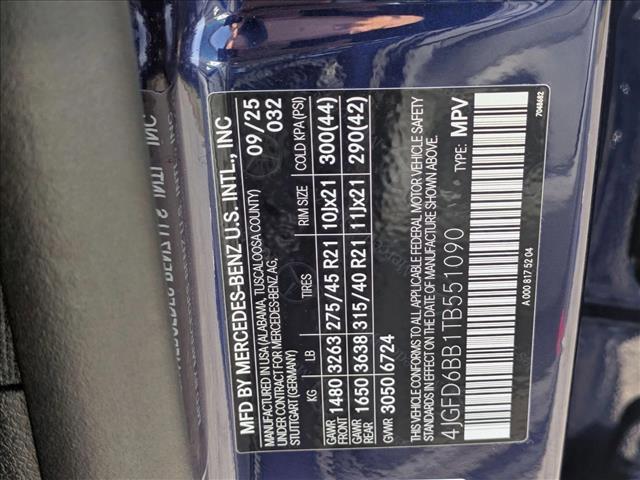 MFD BY MERCEDES-BENZ U.S. INTL., INC
MANUFACTURED IN USA (ALABAMA, TUSCALOOSA COUNTY) 09/25
UNDER CONTRACT FOR MERCEDES-BENZ AG, 032
STUTTGART (GERMANY)
KG LB RIM SIZE COLD KPA (PSI)
GAWR FRONT 1480 3263 275/45 R21 10Jx21 300(44)
GAWR REAR 1650 3638 315/40 R21 11Jx21 290(42)
GVWR 3050 6724
THIS VEHICLE CONFORMS TO ALL APPLICABLE FEDERAL MOTOR VEHICLE SAFETY
STANDARDS IN EFFECT ON THE DATE OF MANUFACTURE SHOWN ABOVE.
4JGFD6BB1TB551090 TYPE: MPV
A 000 817 52 04 7048682